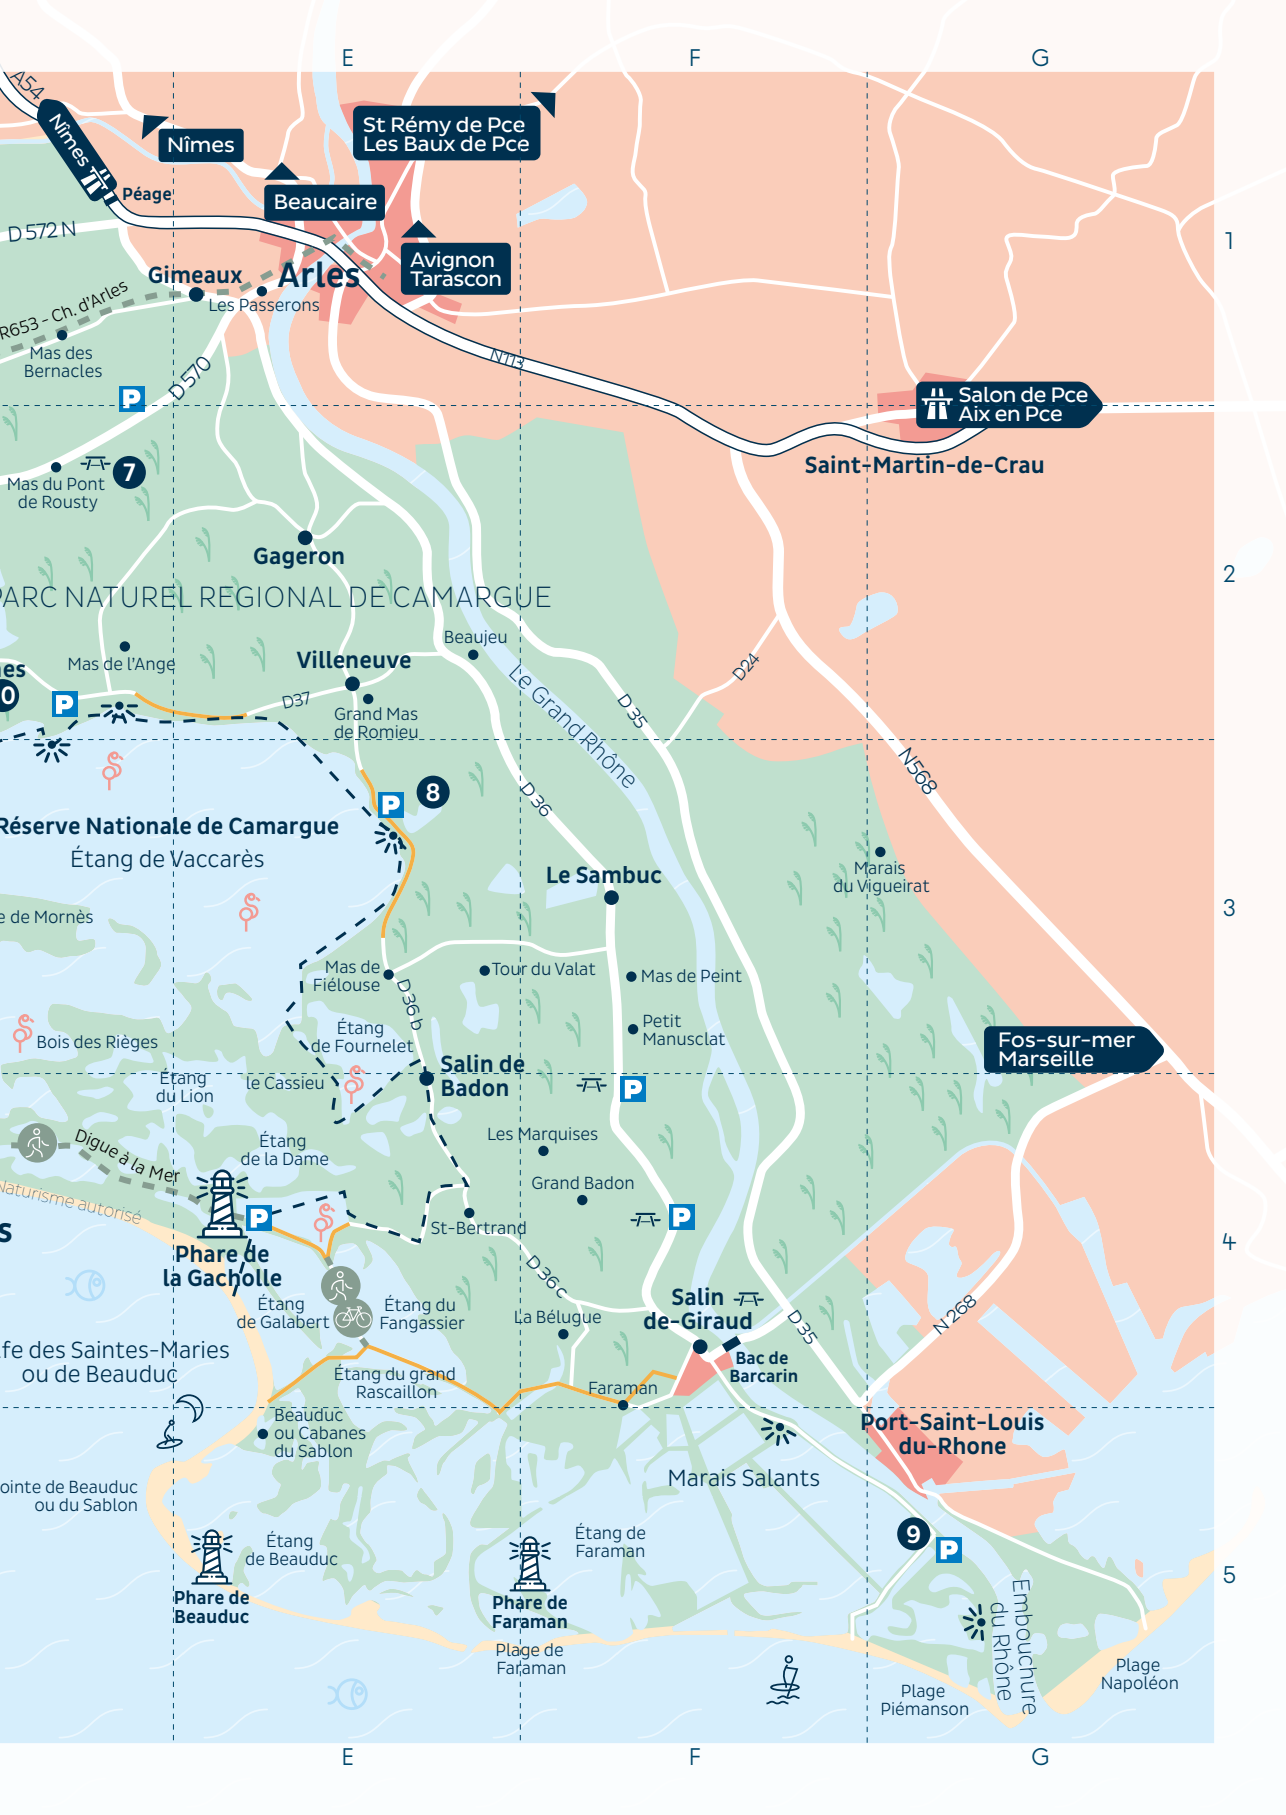 E
F
G
A54
Nîmes
Nîmes
St Rémy de Pce
Les Baux de Pce
Péage
Beaucaire
D 572 N
1
Avignon
Tarascon
Gimeaux
Arles
Les Passerons
R653 - Ch. d'Arles
Mas des
Bernacles
N113
D 570
P
Salon de Pce
Aix en Pce
Saint-Martin-de-Crau
7
Mas du Pont
de Rousty
Gageron
2
PARC NATUREL REGIONAL DE CAMARGUE
Beaujeu
Mas de l'Ange
Villeneuve
D24
nes
0
P
D37
Grand Mas
de Romieu
Le Grand Rhône
D 35
N568
P
8
D 36
Réserve Nationale de Camargue
Étang de Vaccarès
Le Sambuc
Marais
du Vigueirat
3
e de Mornès
Mas de
Fiélouse
Tour du Valat
Mas de Peint
D 36 b
Étang
de Fournelet
Petit
Manusclat
Bois des Rièges
Fos-sur-mer
Marseille
Salin de
Badon
Étang
du Lion
le Cassieu
P
Digue à la Mer
Étang
de la Dame
Les Marquises
Grand Badon
Naturisme autorisé
s
P
St-Bertrand
P
4
Phare de
la Gacholle
D 36 c
Étang
de Galabert
Étang du
Fangassier
La Bélugue
Salin
de-Giraud
D 35
N 268
lfe des Saintes-Maries
ou de Beauduc
Bac de
Barcarin
Étang du grand
Rascaillon
Faraman
Beauduc
ou Cabanes
du Sablon
Port-Saint-Louis
du-Rhone
Marais Salants
ointe de Beauduc
ou du Sablon
9
P
Étang
de Beauduc
Étang de
Faraman
5
Phare de
Beauduc
Phare de
Faraman
Embouchure
du Rhône
Plage de
Faraman
Plage
Piémanson
Plage
Napoléon
E
F
G